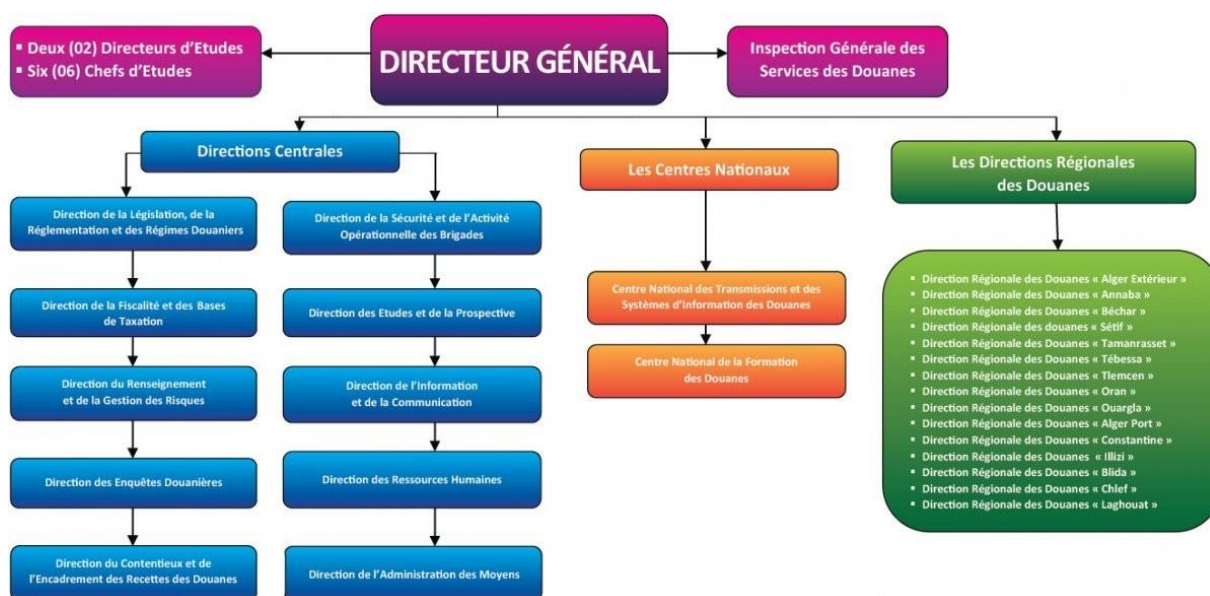 ▪ Deux (02) Directeurs d'Etudes
▪ Six (06) Chefs d'Etudes
DIRECTEUR GÉNÉRAL
Inspection Générale des
Services des Douanes
Directions Centrales
Direction de la Législation, de la
Réglementation et des Régimes Douaniers
Direction de la Fiscalité et des Bases
de Taxation
Direction du Renseignement
et de la Gestion des Risques
Direction des Enquêtes Douanières
Direction du Contentieux et de
l'Encadrement des Recettes des Douanes
Direction de la Sécurité et de l'Activité
Opérationnelle des Brigades
Direction des Etudes et de la Prospective
Direction de l'Information
et de la Communication
Direction des Ressources Humaines
Direction de l'Administration des Moyens
Les Centres Nationaux
Centre National des Transmissions et des
Systèmes d'Information des Douanes
Centre National de la Formation
des Douanes
Les Directions Régionales
des Douanes
▪ Direction Régionale des Douanes « Alger Extérieur »
▪ Direction Régionale des Douanes « Annaba »
▪ Direction Régionale des Douanes « Béchar »
▪ Direction Régionale des douanes « Sétif »
▪ Direction Régionale des Douanes « Tamanrasset »
▪ Direction Régionale des Douanes « Tébessa »
▪ Direction Régionale des Douanes « Tlemcen »
▪ Direction Régionale des Douanes « Oran »
▪ Direction Régionale des Douanes « Ouargla »
▪ Direction Régionale des Douanes « Alger Port »
▪ Direction Régionale des Douanes « Constantine »
▪ Direction Régionale des Douanes « Illizi »
▪ Direction Régionale des Douanes « Blida »
▪ Direction Régionale des Douanes « Chlef »
▪ Direction Régionale des Douanes « Laghouat »